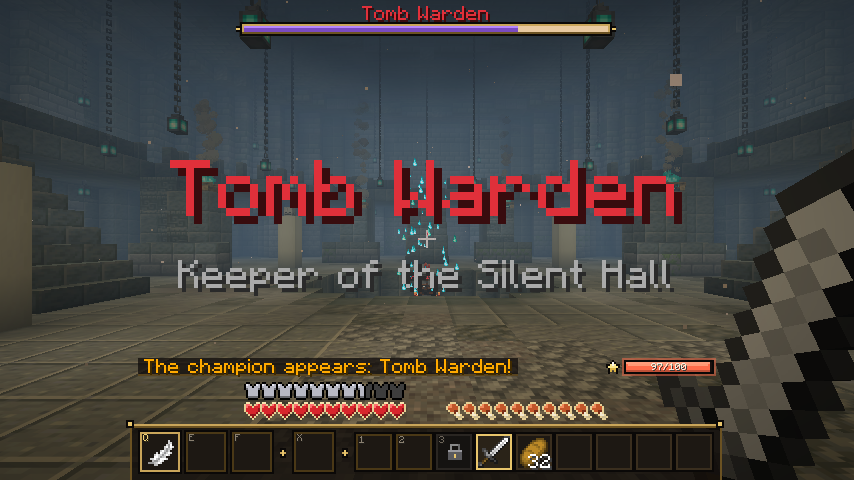 Tomb Warden
Tomb Warden
Keeper of the Silent Hall
The champion appears: Tomb Warden!
97/100
Q E F X 1 2 3
32